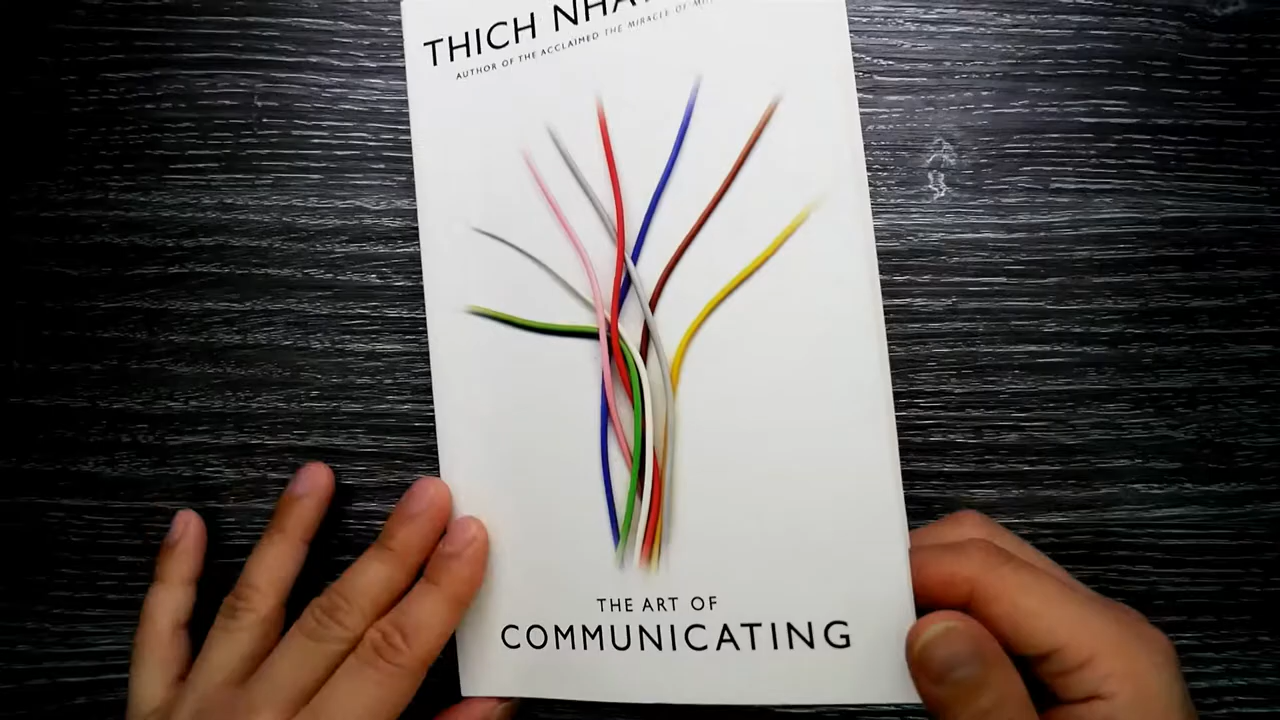 THICH NHA
AUTHOR OF THE ACCLAIMED THE MIRACLE OF
THE ART OF
COMMUNICATING